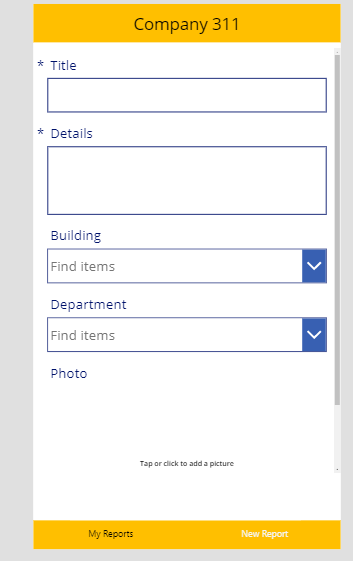 Company 311
* Title
* Details
Building
Find items
Department
Find items
Photo
Tap or click to add a picture
My Reports New Report